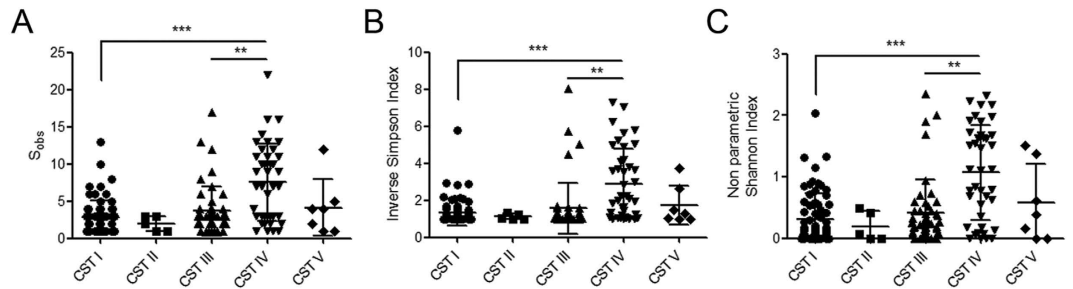 A
***
**
S_obs
25
20
15
10
5
0
CST I
CST II
CST III
CST IV
CST V
B
***
**
Inverse Simpson Index
10
8
6
4
2
0
CST I
CST II
CST III
CST IV
CST V
C
***
**
Non parametric
Shannon Index
3
2
1
0
CST I
CST II
CST III
CST IV
CST V